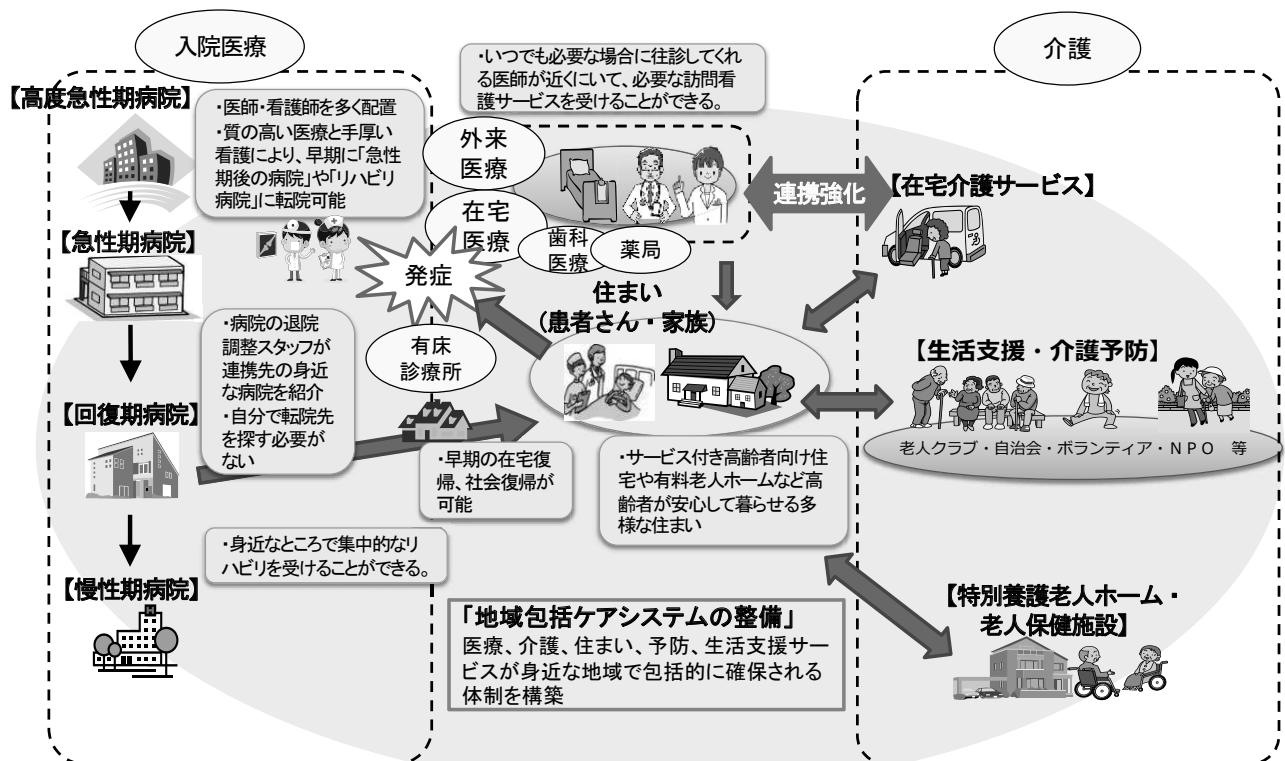 入院医療
介護
【高度急性期病院】
・医師・看護師を多く配置
・質の高い医療と手厚い
看護により、早期に「急性
期後の病院」や「リハビリ
病院」に転院可能
・いつでも必要な場合に往診してくれ
る医師が近くにいて、必要な訪問看
護サービスを受けることができる。
外来
医療
在宅
医療
歯科
医療
薬局
連携強化
【在宅介護サービス】
【急性期病院】
発症
住まい
(患者さん・家族)
・病院の退院
調整スタッフが
連携先の身近
な病院を紹介
・自分で転院先
を探す必要が
ない
有床
診療所
【生活支援・介護予防】
老人クラブ・自治会・ボランティア・NPO 等
【回復期病院】
・早期の在宅復
帰、社会復帰が
可能
・サービス付き高齢者向け住
宅や有料老人ホームなど高
齢者が安心して暮らせる多
様な住まい
・身近なところで集中的なリ
ハビリを受けることができる。
【慢性期病院】
「地域包括ケアシステムの整備」
医療、介護、住まい、予防、生活支援サー
ビスが身近な地域で包括的に確保される
体制を構築
【特別養護老人ホーム・
老人保健施設】